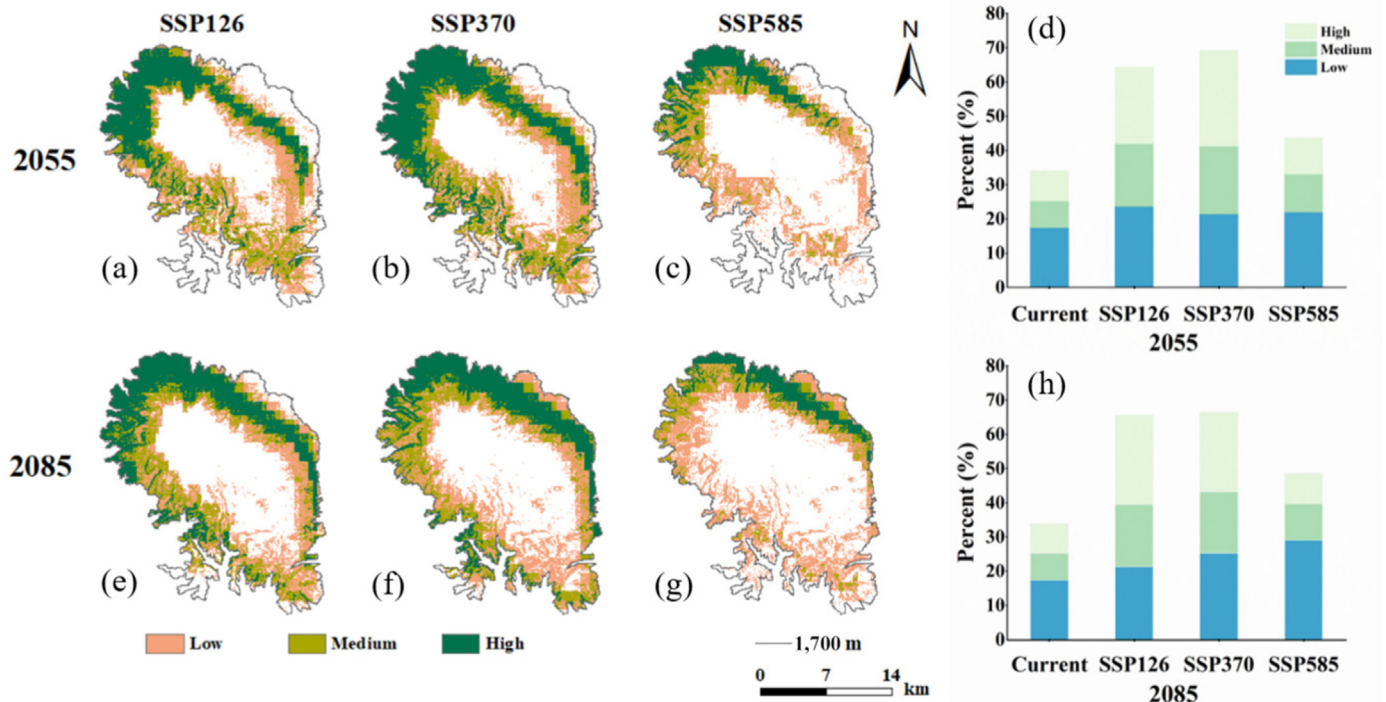 SSP126 SSP370 SSP585
N
2055
(a) (b) (c)
2085
(e) (f) (g)
Low Medium High
1,700 m
0 7 14 km
(d)
High
Medium
Low
Percent (%)
80
70
60
50
40
30
20
10
0
Current SSP126 SSP370 SSP585
2055
(h)
Percent (%)
80
70
60
50
40
30
20
10
0
Current SSP126 SSP370 SSP585
2085